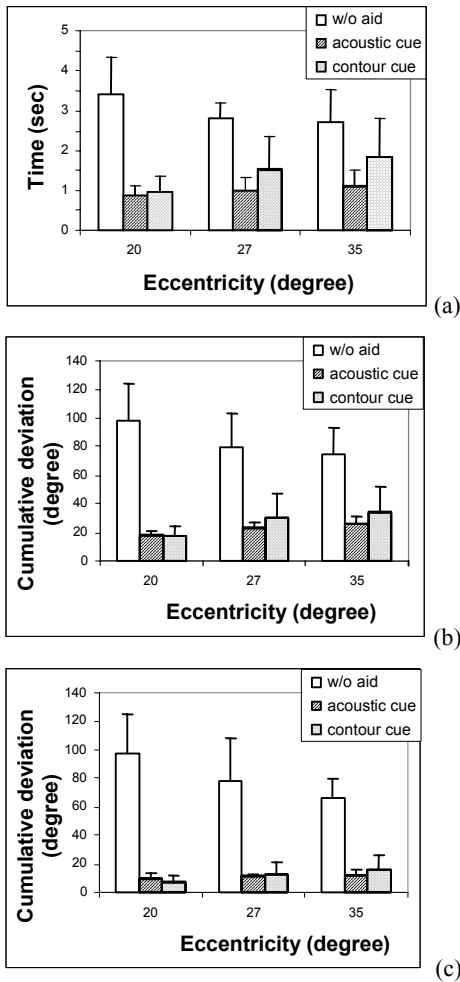 w/o aid
acoustic cue
contour cue
5
4
3
2
1
0
Time (sec)
20 27 35
Eccentricity (degree)
(a)
w/o aid
acoustic cue
contour cue
140
120
100
80
60
40
20
0
Cumulative deviation
(degree)
20 27 35
Eccentricity (degree)
(b)
w/o aid
acoustic cue
contour cue
140
120
100
80
60
40
20
0
Cumulative deviation
(degree)
20 27 35
Eccentricity (degree)
(c)